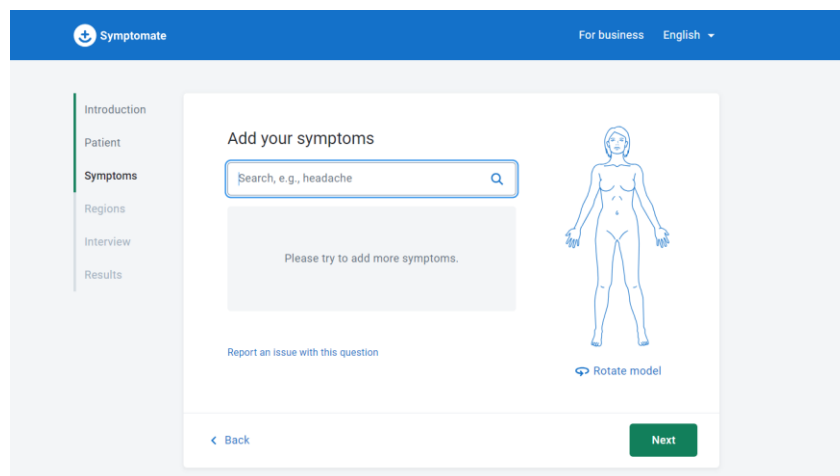 Symptomate
For business
English
Introduction
Patient
Symptoms
Regions
Interview
Results
Add your symptoms
Search, e.g., headache
Please try to add more symptoms.
Report an issue with this question
Rotate model
Back
Next